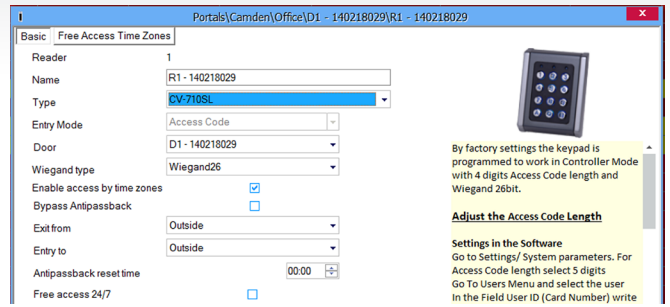 Portals\Camden\Office\D1 - 140218029\R1 - 140218029
x
Basic Free Access Time Zones
Reader 1
Name R1 - 140218029
Type CV-710SL
Entry Mode Access Code
Door D1 - 140218029
Wiegand type Wiegand26
Enable access by time zones
Bypass Antipassback
Exit from Outside
Entry to Outside
Antipassback reset time 00:00
Free access 24/7
By factory settings the keypad is
programmed to work in Controller Mode
with 4 digits Access Code length and
Wiegand 26bit.
Adjust the Access Code Length
Settings in the Software
Go to Settings/ System parameters. For
Access Code length select 5 digits
Go To Users Menu and select the user
In the Field User ID (Card Number) write